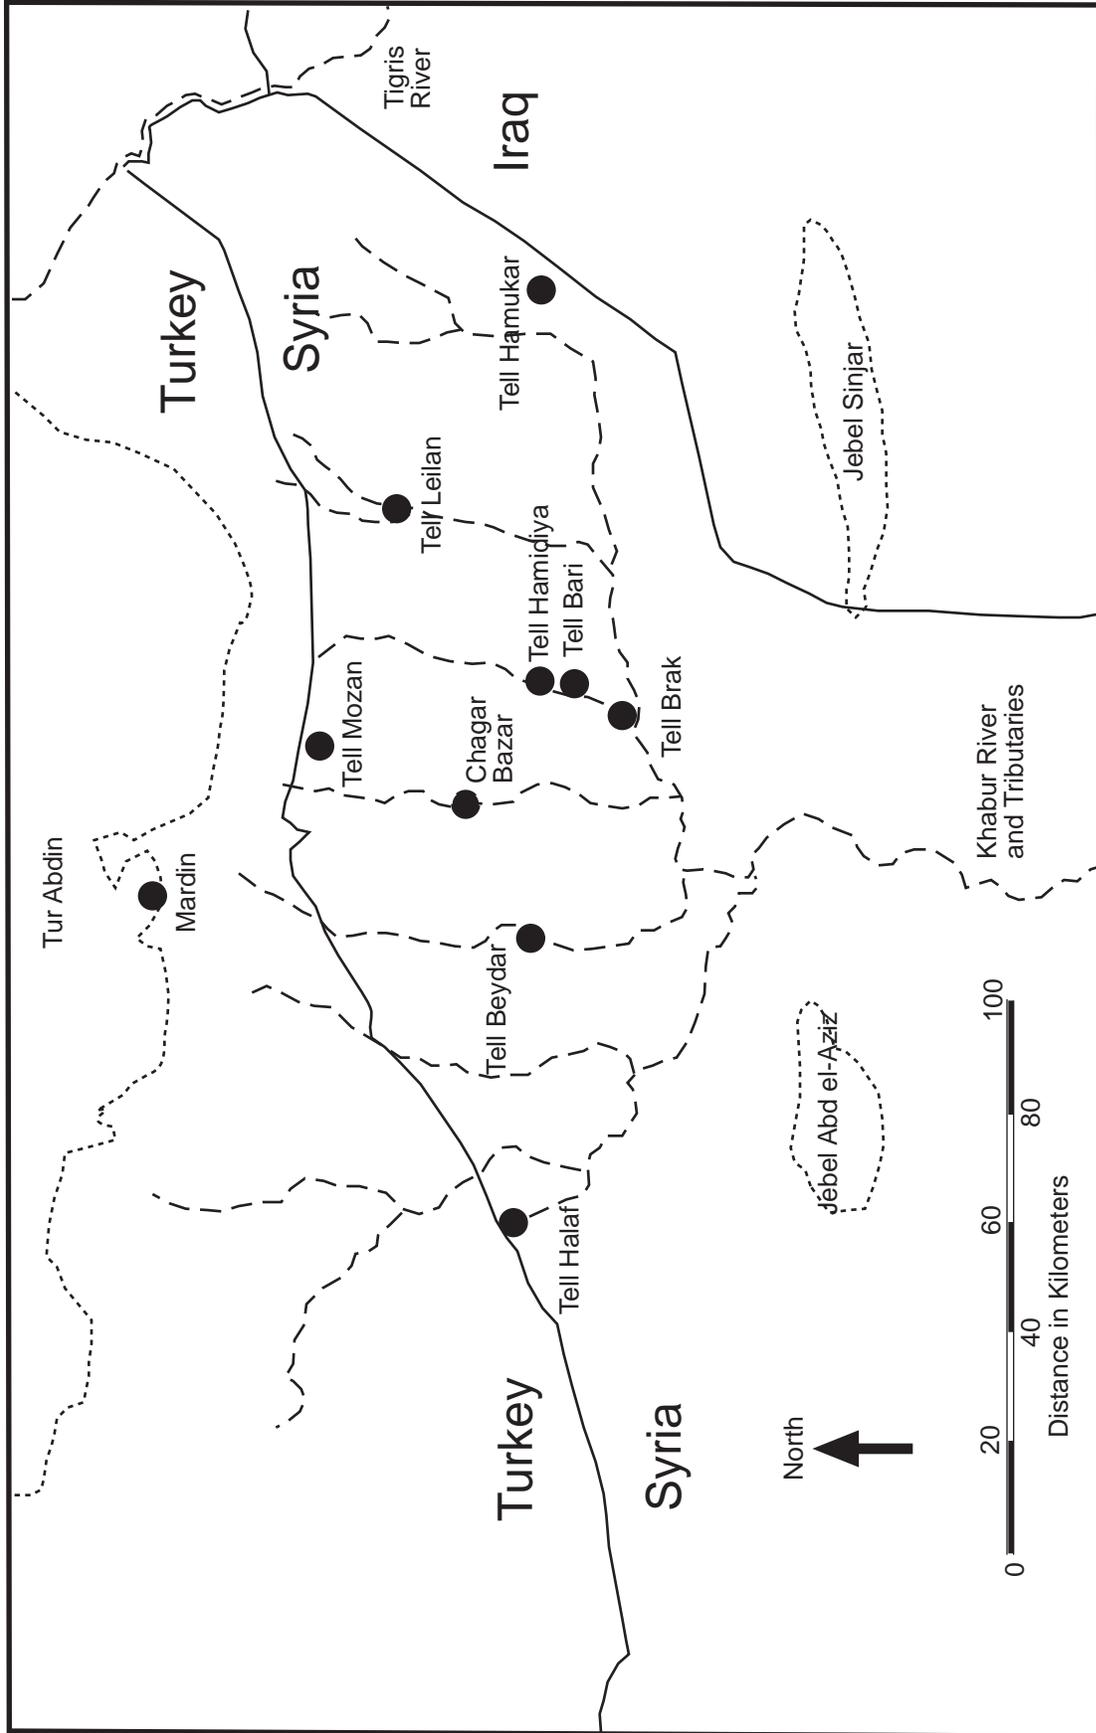 Tur Abdin
Turkey
Mardin
Syria
Tell Mozan
Tigris
River
Tell Leilan
Chagar
Bazar
Tell Beydar
Tell Hamukar
Iraq
Turkey
Tell Hamidiya
Tell Halaf
Tell Bari
Syria
Tell Brak
North
Jebel Abd el-Aziz
Jebel Sinjar
Khabur River
and Tributaries
0 20 40 60 80 100
Distance in Kilometers